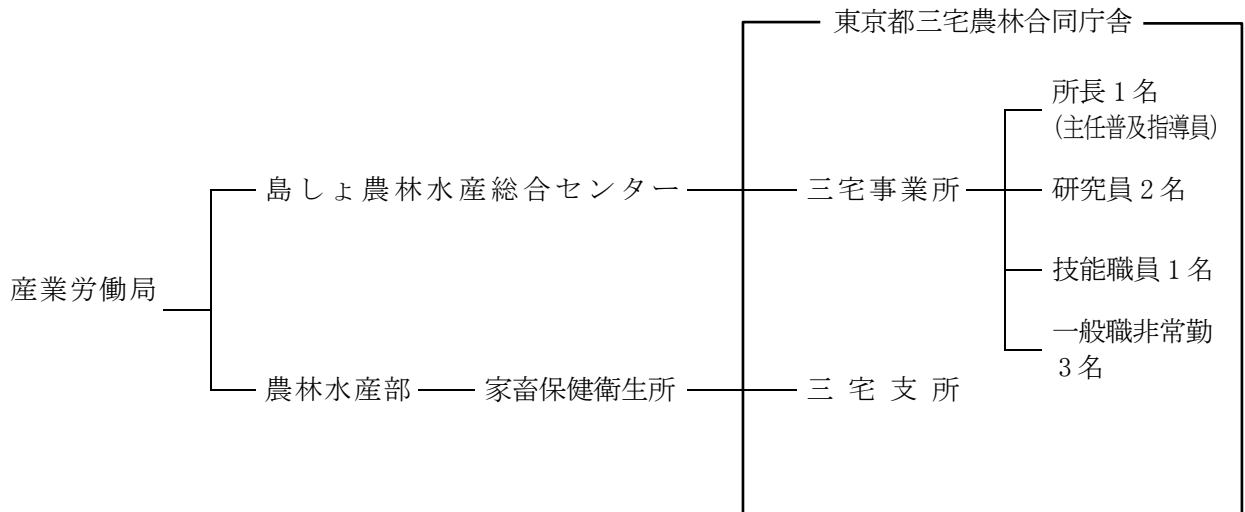 東京都三宅農林合同庁舎
所長1名
(主任普及指導員)
島しょ農林水産総合センター
三宅事業所
研究員2名
技能職員1名
産業労働局
一般職非常勤
3名
農林水産部
家畜保健衛生所
三宅支所